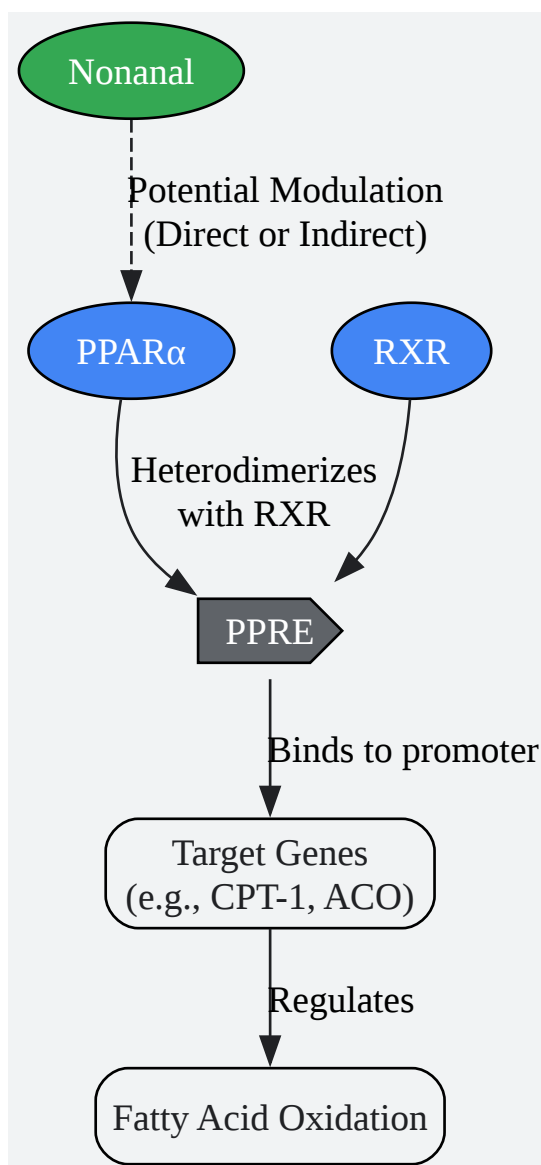 Nonanal
Potential Modulation
(Direct or Indirect)
PPARα
RXR
Heterodimerizes
with RXR
PPRE
Binds to promoter
Target Genes
(e.g., CPT-1, ACO)
Regulates
Fatty Acid Oxidation